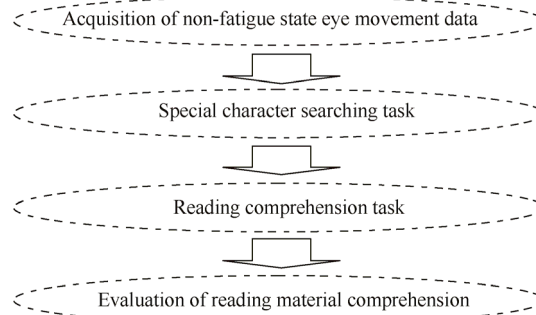 Acquisition of non-fatigue state eye movement data
Special character searching task
Reading comprehension task
Evaluation of reading material comprehension